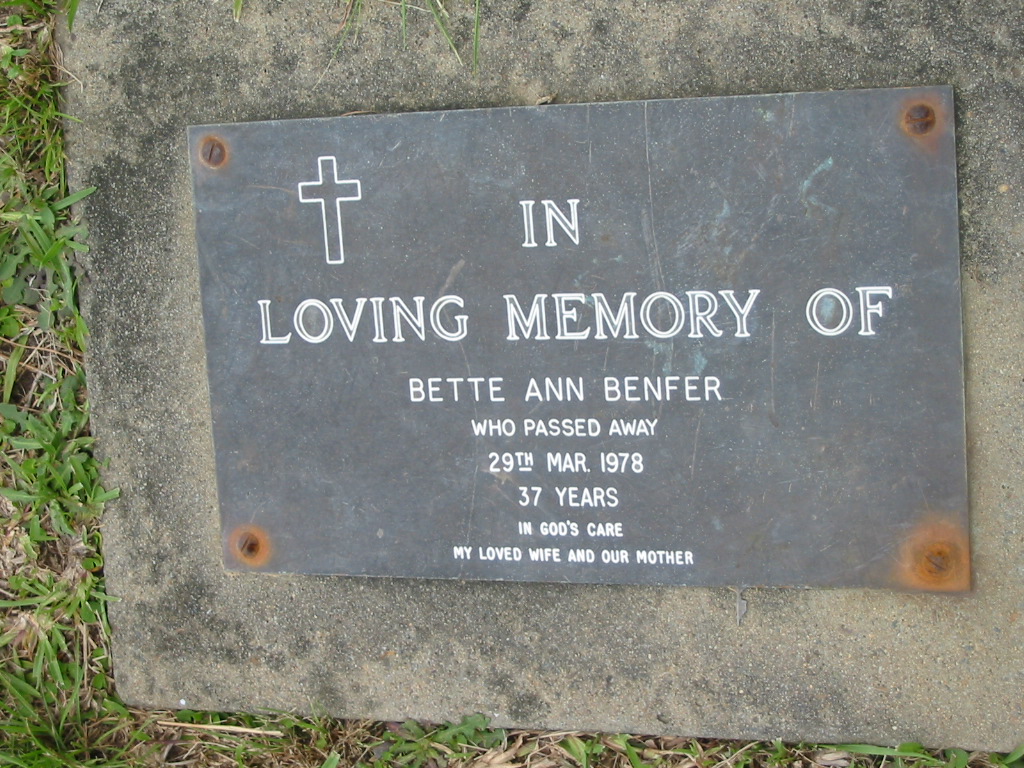 IN
LOVING MEMORY OF
BETTE ANN BENFER
WHO PASSED AWAY
29TH MAR. 1978
37 YEARS
IN GOD'S CARE
MY LOVED WIFE AND OUR MOTHER